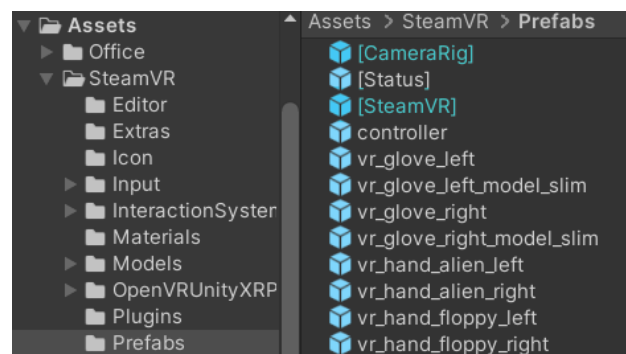 Assets
Office
SteamVR
Editor
Extras
Icon
Input
InteractionSystem
Materials
Models
OpenVRUnityXRP
Plugins
Prefabs
Assets > SteamVR > Prefabs
[CameraRig]
[Status]
[SteamVR]
controller
vr_glove_left
vr_glove_left_model_slim
vr_glove_right
vr_glove_right_model_slim
vr_hand_alien_left
vr_hand_alien_right
vr_hand_floppy_left
vr_hand_floppy_right